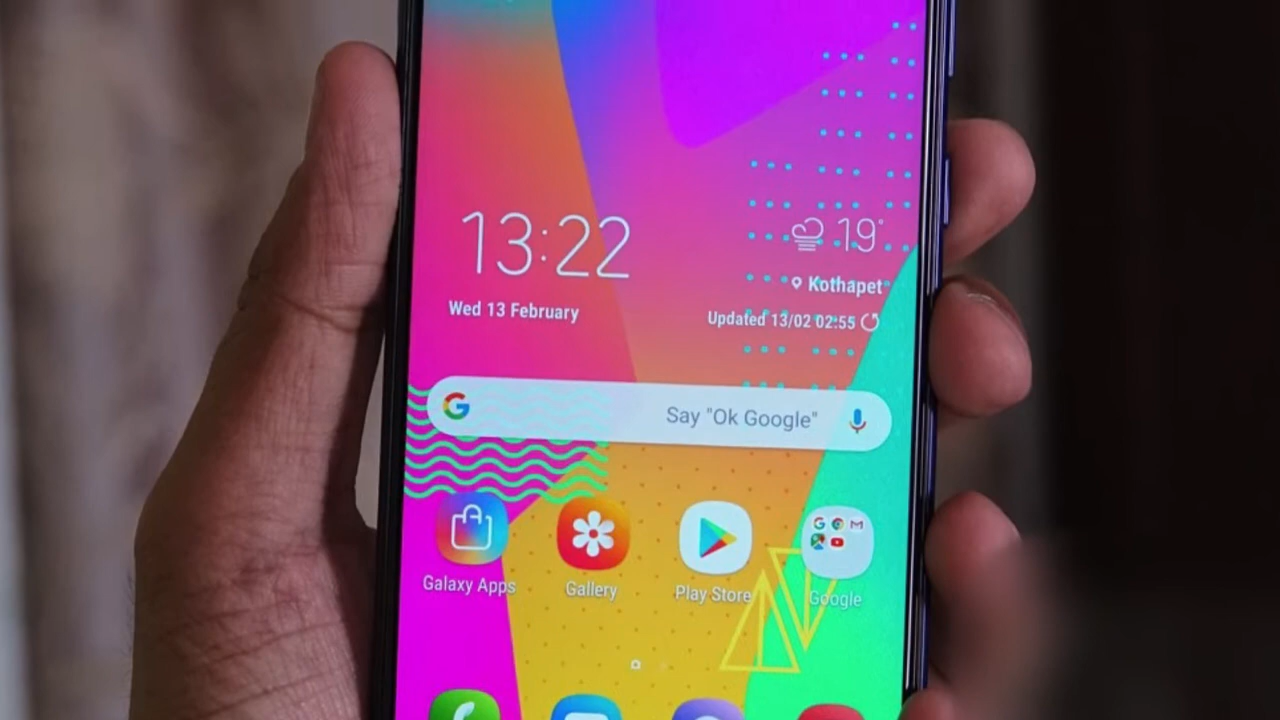 13:22
19°
Kothapet
Wed 13 February
Updated 13/02 02:55
G
Say "Ok Google"
Galaxy Apps
Gallery
Play Store
Google